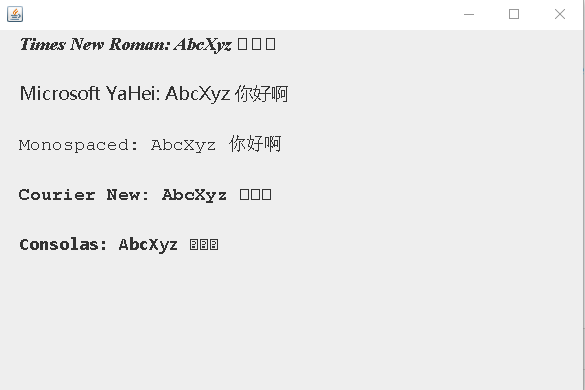 Times New Roman: AbcXyz □□□
Microsoft YaHei: AbcXyz 你好啊
Monospaced: AbcXyz 你好啊
Courier New: AbcXyz □□□
Consolas: AbcXyz □□□